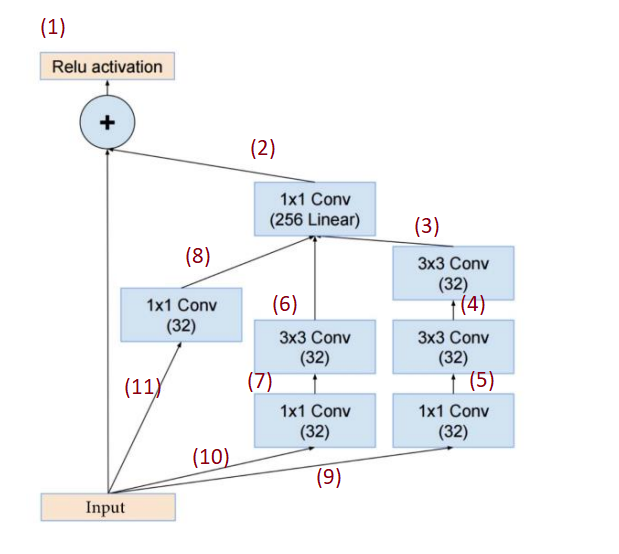 (1)
Relu activation
+
(2)
1x1 Conv
(256 Linear)
(3)
(8)
3x3 Conv
(32)
1x1 Conv
(32)
(6)
(4)
3x3 Conv
(32)
3x3 Conv
(32)
(11)
(7)
(5)
1x1 Conv
(32)
1x1 Conv
(32)
(10)
(9)
Input